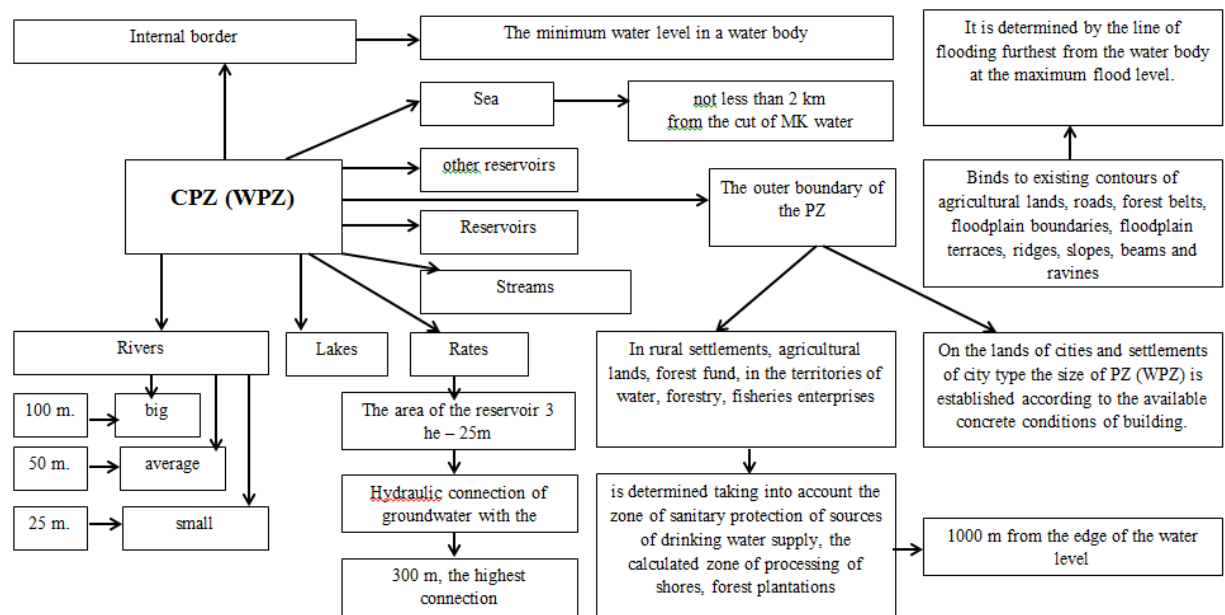 Internal border
The minimum water level in a water body
It is determined by the line of
flooding furthest from the water body
at the maximum flood level.
Sea
not less than 2 km
from the cut of MK water
CPZ (WPZ)
other reservoirs
The outer boundary of
the PZ
Binds to existing contours of
agricultural lands, roads, forest belts,
floodplain boundaries, floodplain
terraces, ridges, slopes, beams and
ravines
Reservoirs
Streams
Rivers
Lakes
Rates
In rural settlements, agricultural
lands, forest fund, in the territories of
water, forestry, fisheries enterprises
On the lands of cities and settlements
of city type the size of PZ (WPZ) is
established according to the available
concrete conditions of building.
100 m.
big
The area of the reservoir 3
he – 25m
50 m.
average
Hydraulic connection of
groundwater with the
is determined taking into account the
zone of sanitary protection of sources
of drinking water supply, the
calculated zone of processing of
shores, forest plantations
25 m.
small
1000 m from the edge of the water
level
300 m, the highest
connection